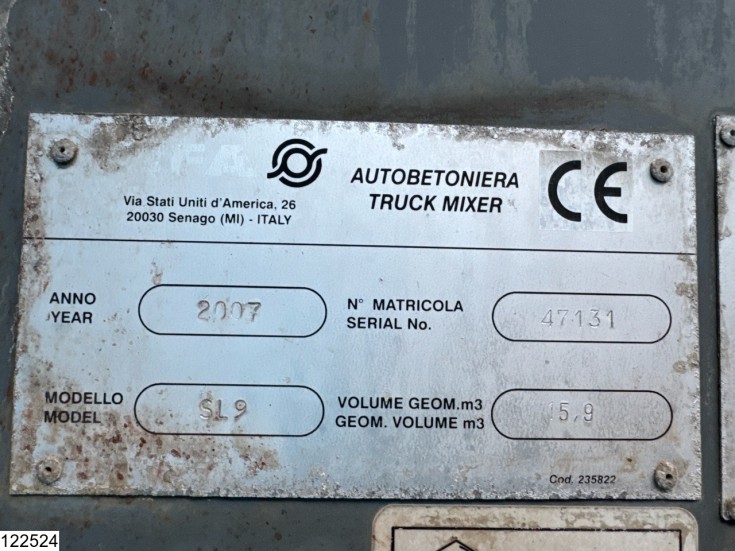 AUTOBETONIERA
TRUCK MIXER
CE
Via Stati Uniti d'America, 26
20030 Senago (MI) - ITALY
ANNO
YEAR
2007
N° MATRICOLA
SERIAL No.
47131
MODELLO
MODEL
SL9
VOLUME GEOM.m3
GEOM. VOLUME m3
Cod. 235822
122524